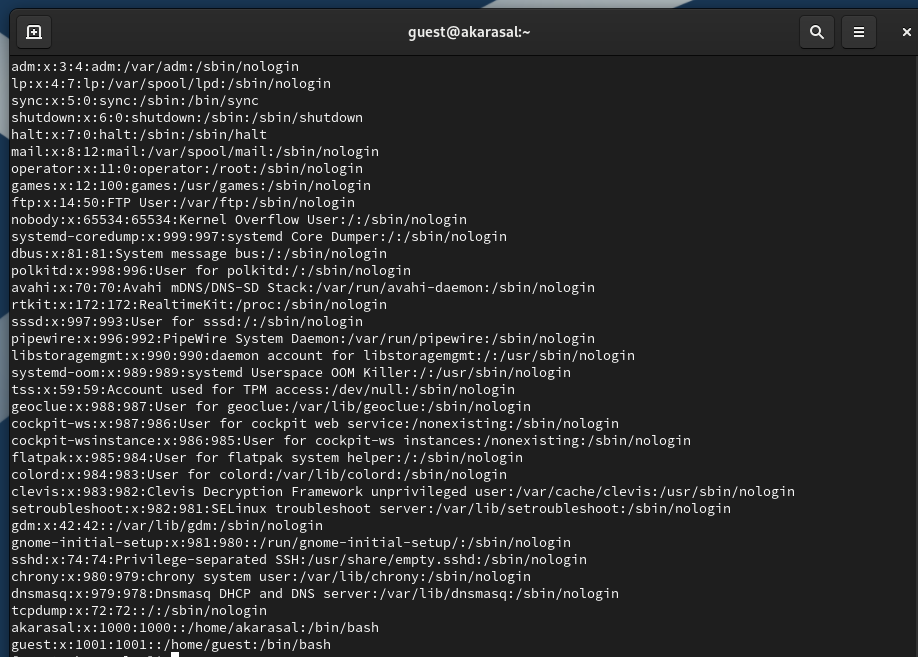 guest@akarasal:~
adm:x:3:4:adm:/var/adm:/sbin/nologin
lp:x:4:7:lp:/var/spool/lpd:/sbin/nologin
sync:x:5:0:sync:/sbin:/bin/sync
shutdown:x:6:0:shutdown:/sbin:/sbin/shutdown
halt:x:7:0:halt:/sbin:/sbin/halt
mail:x:8:12:mail:/var/spool/mail:/sbin/nologin
operator:x:11:0:operator:/root:/sbin/nologin
games:x:12:100:games:/usr/games:/sbin/nologin
ftp:x:14:50:FTP User:/var/ftp:/sbin/nologin
nobody:x:65534:65534:Kernel Overflow User:/:/sbin/nologin
systemd-coredump:x:999:997:systemd Core Dumper:/:/sbin/nologin
dbus:x:81:81:System message bus:/:/sbin/nologin
polkitd:x:998:996:User for polkitd:/:/sbin/nologin
avahi:x:70:70:Avahi mDNS/DNS-SD Stack:/var/run/avahi-daemon:/sbin/nologin
rtkit:x:172:172:RealtimeKit:/proc:/sbin/nologin
sssd:x:997:993:User for sssd:/:/sbin/nologin
pipewire:x:996:992:PipeWire System Daemon:/var/run/pipewire:/sbin/nologin
libstoragemgmt:x:990:990:daemon account for libstoragemgmt:/:/usr/sbin/nologin
systemd-oom:x:989:989:systemd Userspace OOM Killer:/:/usr/sbin/nologin
tss:x:59:59:Account used for TPM access:/dev/null:/sbin/nologin
geoclue:x:988:987:User for geoclue:/var/lib/geoclue:/sbin/nologin
cockpit-ws:x:987:986:User for cockpit web service:/nonexisting:/sbin/nologin
cockpit-wsinstance:x:986:985:User for cockpit-ws instances:/nonexisting:/sbin/nologin
flatpak:x:985:984:User for flatpak system helper:/:/sbin/nologin
colord:x:984:983:User for colord:/var/lib/colord:/sbin/nologin
clevis:x:983:982:Clevis Decryption Framework unprivileged user:/var/cache/clevis:/usr/sbin/nologin
setroubleshoot:x:982:981:SELinux troubleshoot server:/var/lib/setroubleshoot:/sbin/nologin
gdm:x:42:42::/var/lib/gdm:/sbin/nologin
gnome-initial-setup:x:981:980::/run/gnome-initial-setup/:/sbin/nologin
sshd:x:74:74:Privilege-separated SSH:/usr/share/empty.sshd:/sbin/nologin
chrony:x:980:979:chrony system user:/var/lib/chrony:/sbin/nologin
dnsmasq:x:979:978:Dnsmasq DHCP and DNS server:/var/lib/dnsmasq:/sbin/nologin
tcpdump:x:72:72::/:/sbin/nologin
akarasal:x:1000:1000::/home/akarasal:/bin/bash
guest:x:1001:1001::/home/guest:/bin/bash